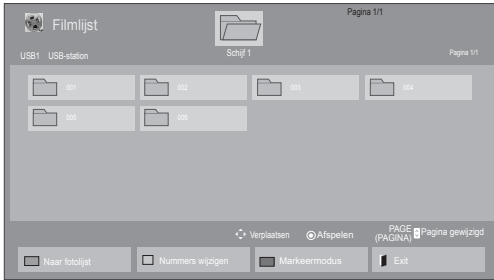 Pagina 1/1
Filmlijst
Schijf 1
USB1 USB-station
Pagina 1/1
001
002
003
004
005
006
Verplaatsen
Afspelen
PAGE
(PAGINA)
Pagina gewijzigd
Naar fotolijst
Nummers wijzigen
Markeermodus
Exit